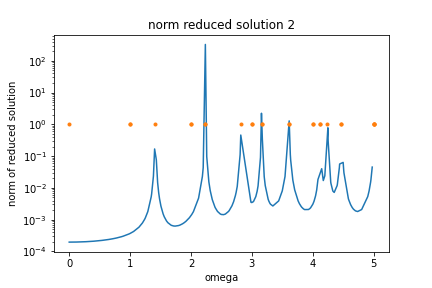 norm reduced solution 2
norm of reduced solution
10²
10¹
10⁰
10⁻¹
10⁻²
10⁻³
10⁻⁴
0 1 2 3 4 5
omega